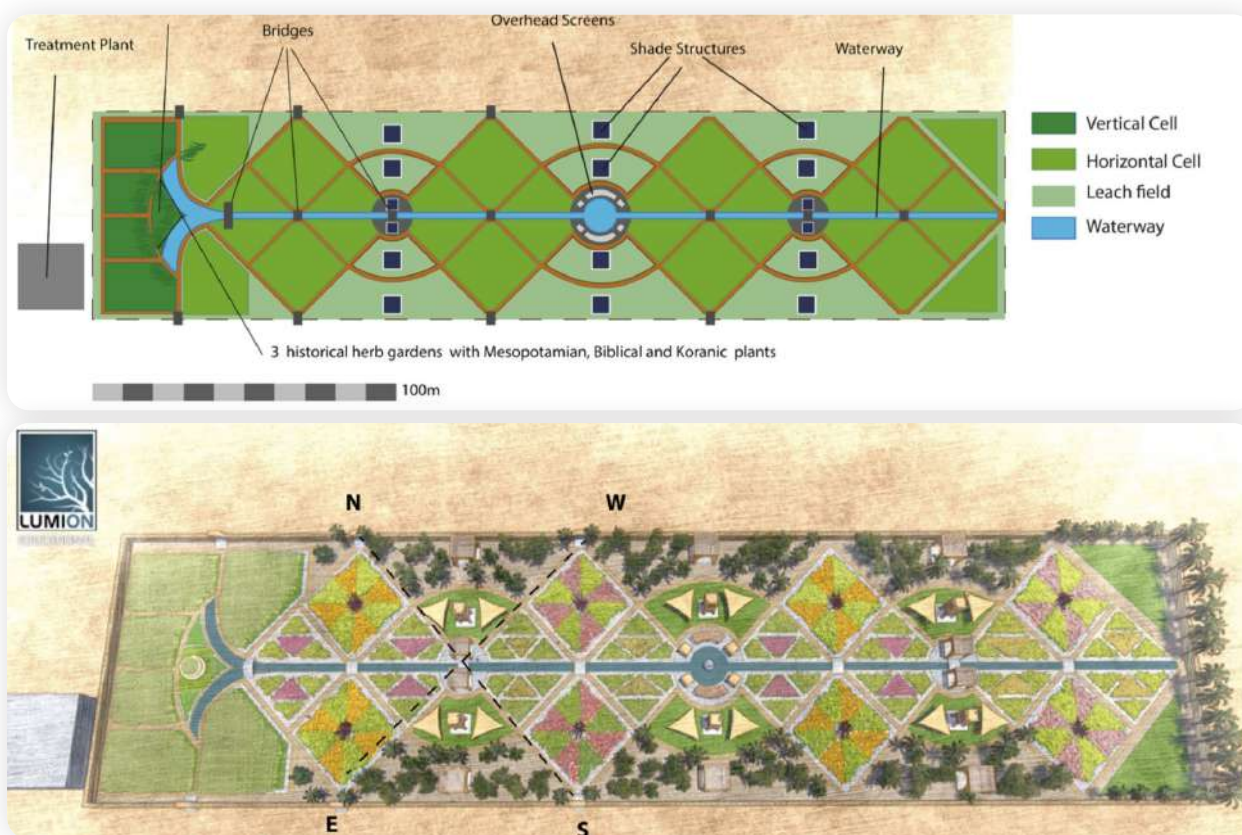 Overhead Screens
Bridges
Treatment Plant
Shade Structures
Waterway
Vertical Cell
Horizontal Cell
Leach field
Waterway
3 historical herb gardens with Mesopotamian, Biblical and Koranic plants
100m
LUMION
N
W
E
S